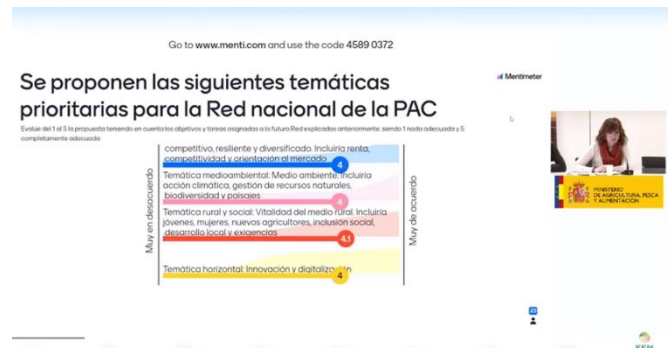 Go to www.menti.com and use the code 4589 0372
Mentimeter
Se proponen las siguientes temáticas
prioritarias para la Red nacional de la PAC
Evalúe del 1 al 5 la propuesta teniendo en cuenta los objetivos y tareas asignadas a la futura Red explicadas anteriormente, siendo 1 nada adecuada y 5
completamente adecuada
Muy en desacuerdo
competitivo, resiliente y diversificado. Incluiría renta,
competitividad y orientación al mercado
4
Temática medioambiental: Medio ambiente. Incluiría
acción climática, gestión de recursos naturales,
biodiversidad y paisajes
4
Temática rural y social: Vitalidad del medio rural. Incluiría
jóvenes, mujeres, nuevos agricultores, inclusión social,
desarrollo local y exigencias
4.1
Temática horizontal: Innovación y digitalización
4
Muy de acuerdo
MINISTERIO
DE AGRICULTURA, PESCA
Y ALIMENTACIÓN